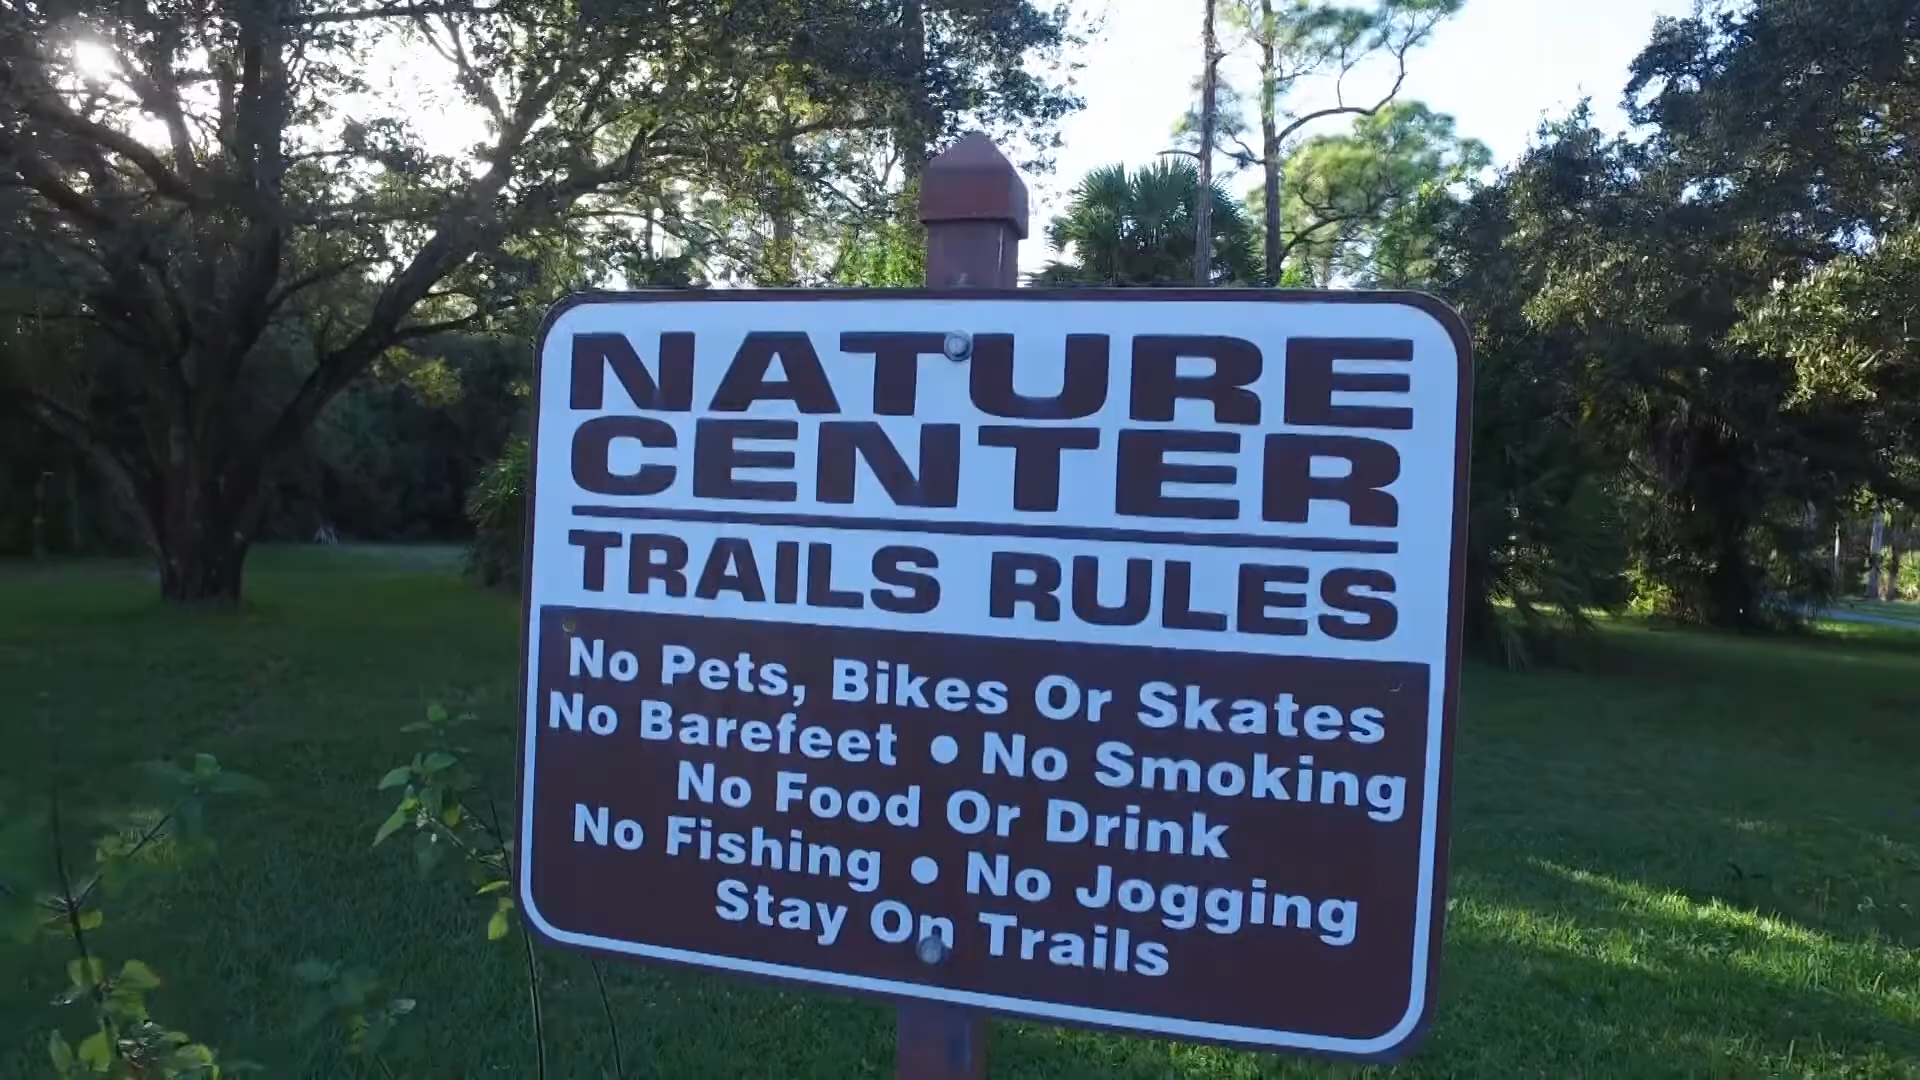 NATURE
CENTER
TRAILS RULES
No Pets, Bikes Or Skates
No Barefeet • No Smoking
No Food Or Drink
No Fishing • No Jogging
Stay On Trails